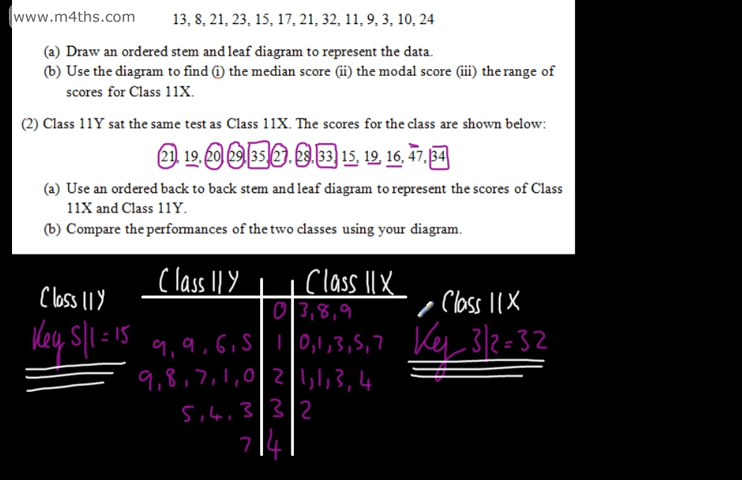 www.m4ths.com
13, 8, 21, 23, 15, 17, 21, 32, 11, 9, 3, 10, 24
(a) Draw an ordered stem and leaf diagram to represent the data.
(b) Use the diagram to find (i) the median score (ii) the modal score (iii) the range of
scores for Class 11X.
(2) Class 11Y sat the same test as Class 11X. The scores for the class are shown below:
21, 19, 20, 29, 35, 27, 28, 33, 15, 19, 16, 47, 34
(a) Use an ordered back to back stem and leaf diagram to represent the scores of Class
11X and Class 11Y.
(b) Compare the performances of the two classes using your diagram.
Class 11Y Class 11X
0 3,8,9
9, 9, 6, 5 1 0,1,3,5,7
9, 8, 7, 1, 0 2 1,1,3,4
5, 4, 3 3 2
7 4
Class 11Y
Key 5|1 = 15
Class 11X
Key 3|2 = 32